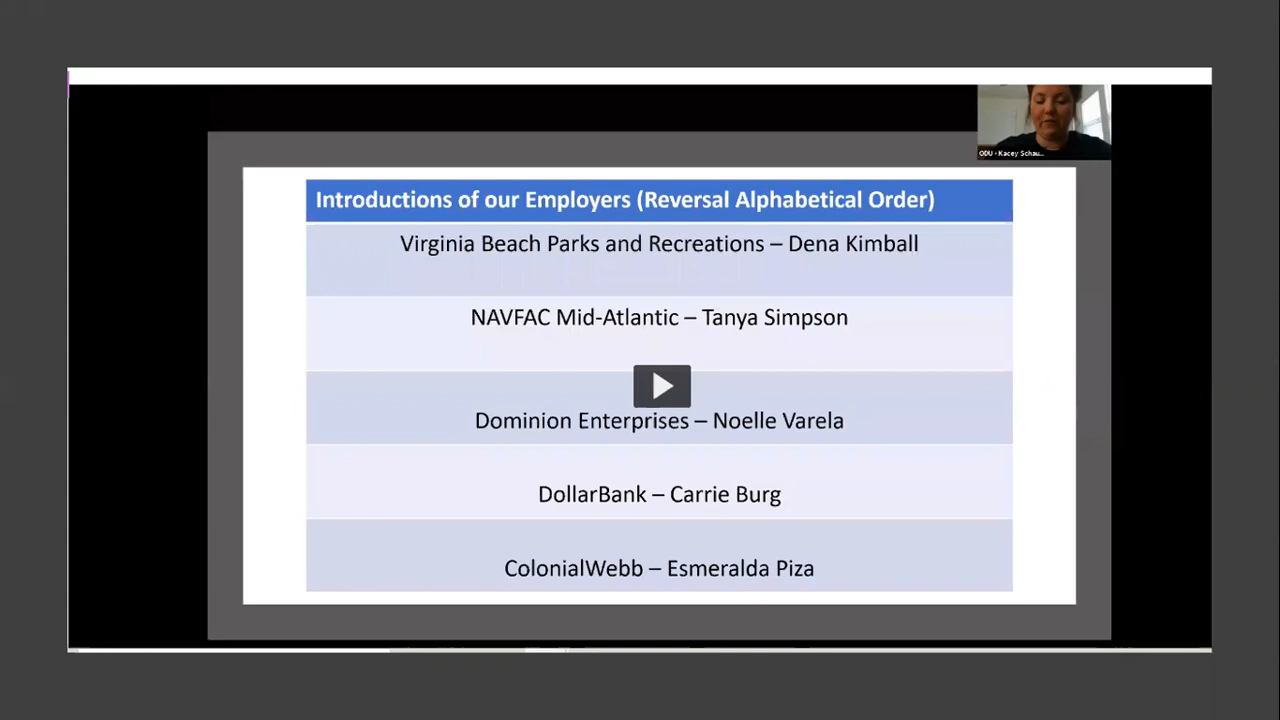 ODU - Kacey Schau...
Introductions of our Employers (Reversal Alphabetical Order)
Virginia Beach Parks and Recreations – Dena Kimball
NAVFAC Mid-Atlantic – Tanya Simpson
Dominion Enterprises – Noelle Varela
DollarBank – Carrie Burg
ColonialWebb – Esmeralda Piza